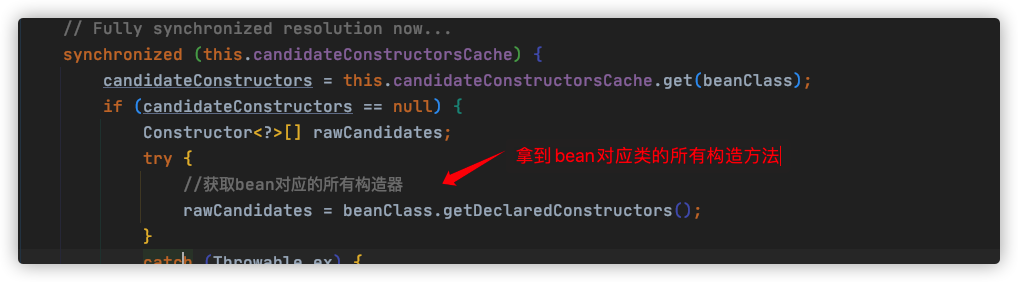 // Fully synchronized resolution now...
synchronized (this.candidateConstructorsCache) {
candidateConstructors = this.candidateConstructorsCache.get(beanClass);
if (candidateConstructors == null) {
Constructor<?>[] rawCandidates;
try {
拿到bean对应类的所有构造方法
//获取bean对应的所有构造器
rawCandidates = beanClass.getDeclaredConstructors();
}
catch (Throwable ex) {